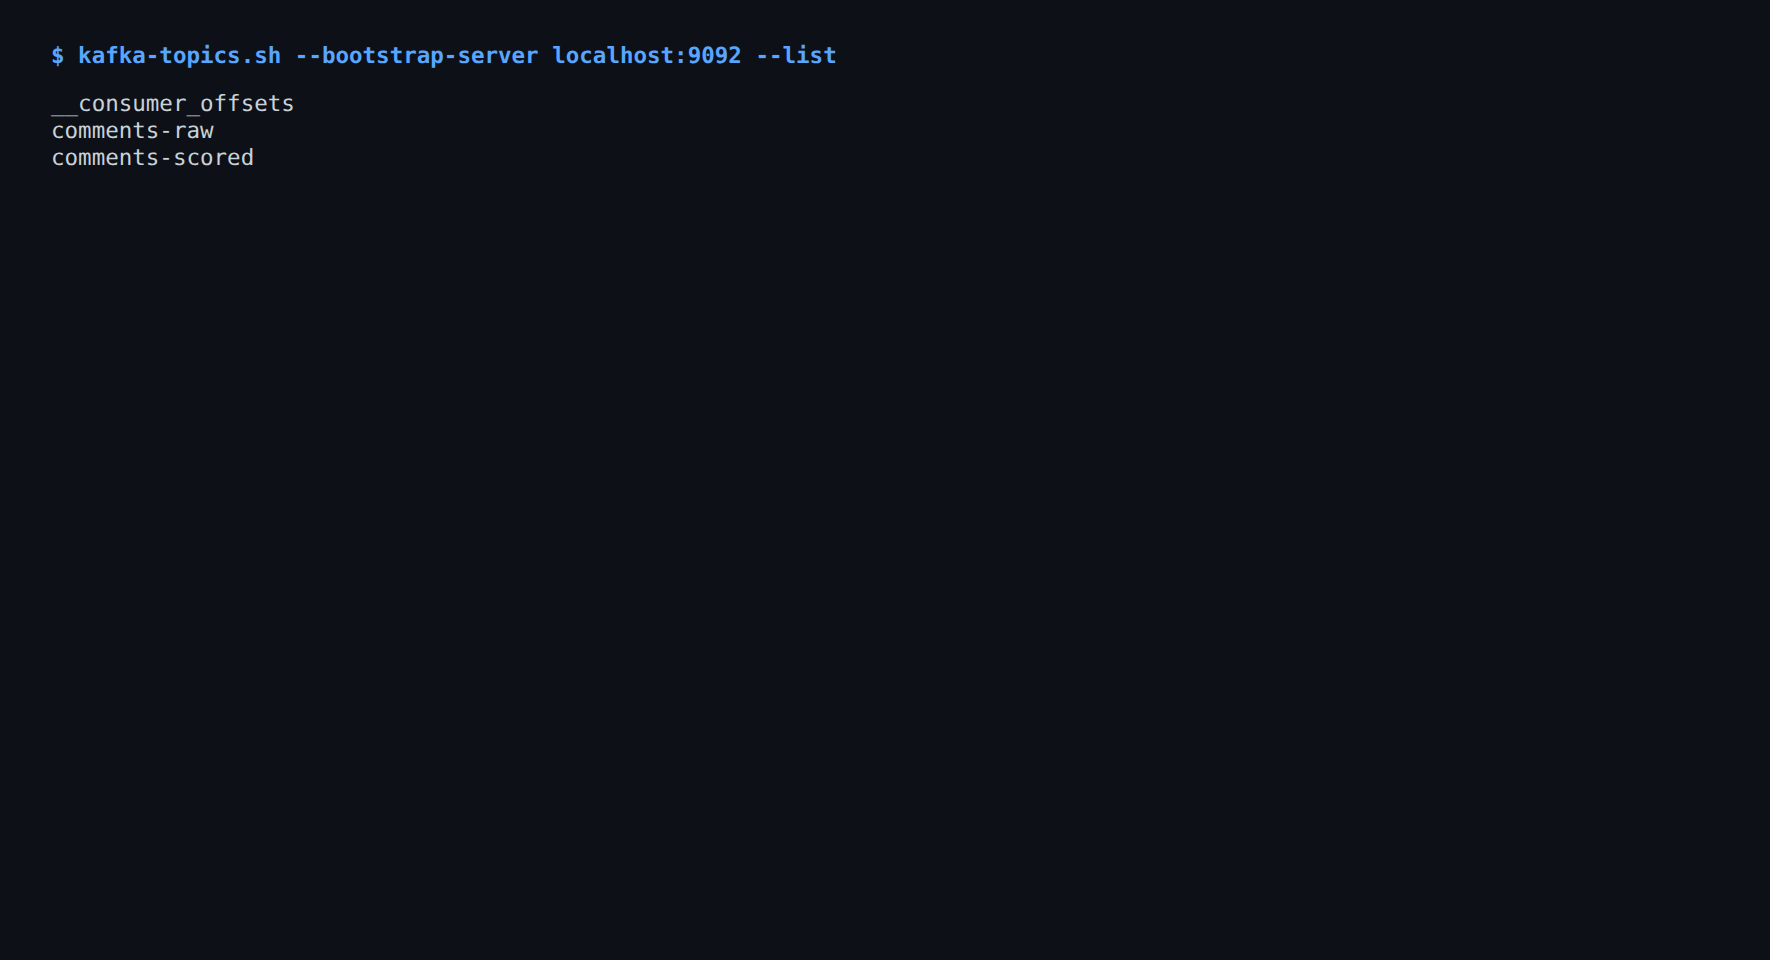 $ kafka-topics.sh --bootstrap-server localhost:9092 --list
__consumer_offsets
comments-raw
comments-scored